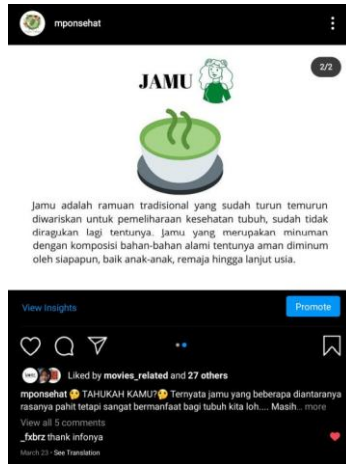 mponsehat
2/2
JAMU
Jamu adalah ramuan tradisional yang sudah turun temurun
diwariskan untuk pemeliharaan kesehatan tubuh, sudah tidak
diragukan lagi tentunya. Jamu yang merupakan minuman
dengan komposisi bahan-bahan alami tentunya aman diminum
oleh siapapun, baik anak-anak, remaja hingga lanjut usia.
View Insights
Promote
Liked by movies_related and 27 others
mponsehat 🤔 TAHUKAH KAMU?🤔 Ternyata jamu yang beberapa diantaranya
rasanya pahit tetapi sangat bermanfaat bagi tubuh kita loh.... Masih... more
View all 5 comments
_fxbrz thank infonya
March 23 • See Translation